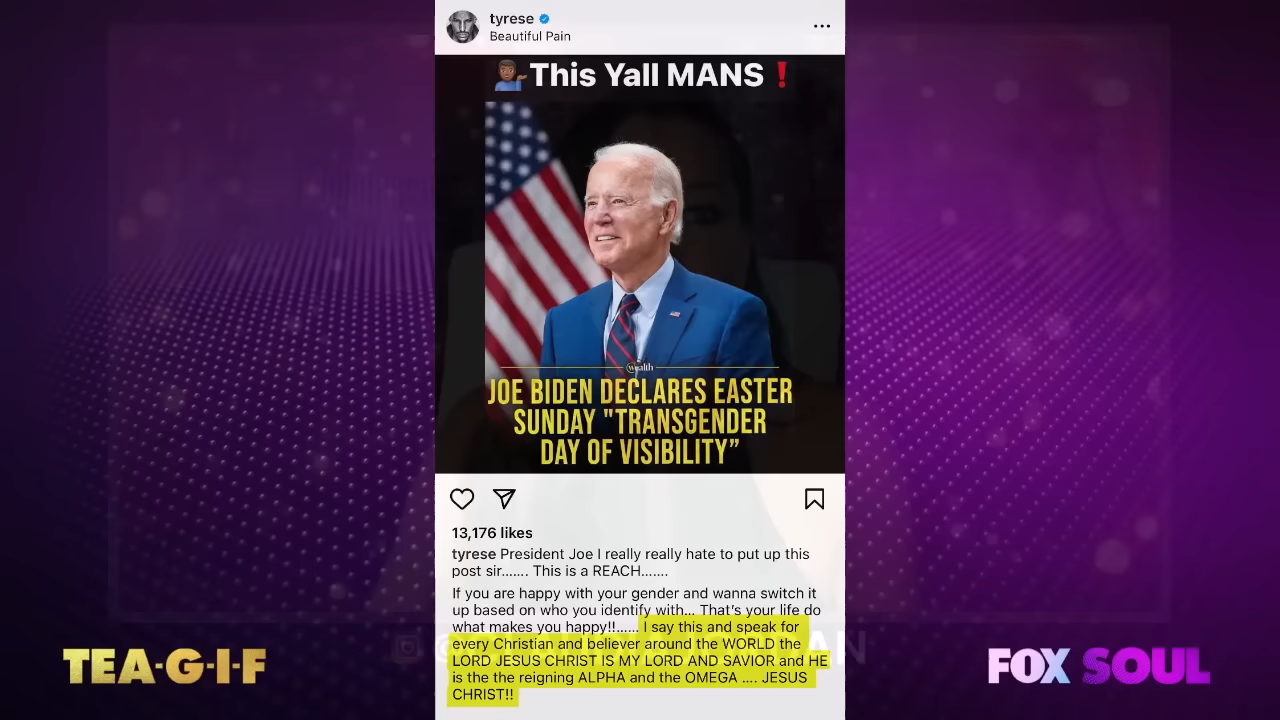 tyrese
Beautiful Pain
This Yall MANS
wealth
JOE BIDEN DECLARES EASTER
SUNDAY "TRANSGENDER
DAY OF VISIBILITY”
13,176 likes
tyrese President Joe I really really hate to put up this
post sir....... This is a REACH.......
If you are happy with your gender and wanna switch it
up based on who you identify with... That's your life do
what makes you happy!!...... I say this and speak for
every Christian and believer around the WORLD the
LORD JESUS CHRIST IS MY LORD AND SAVIOR and HE
is the the reigning ALPHA and the OMEGA .... JESUS
CHRIST!!
TEA-G-I-F
FOX SOUL